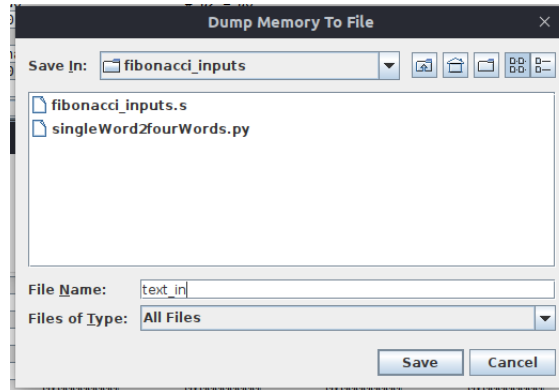 Dump Memory To File
Save In: fibonacci_inputs
fibonacci_inputs.s
singleWord2fourWords.py
File Name: text_in
Files of Type: All Files
Save Cancel